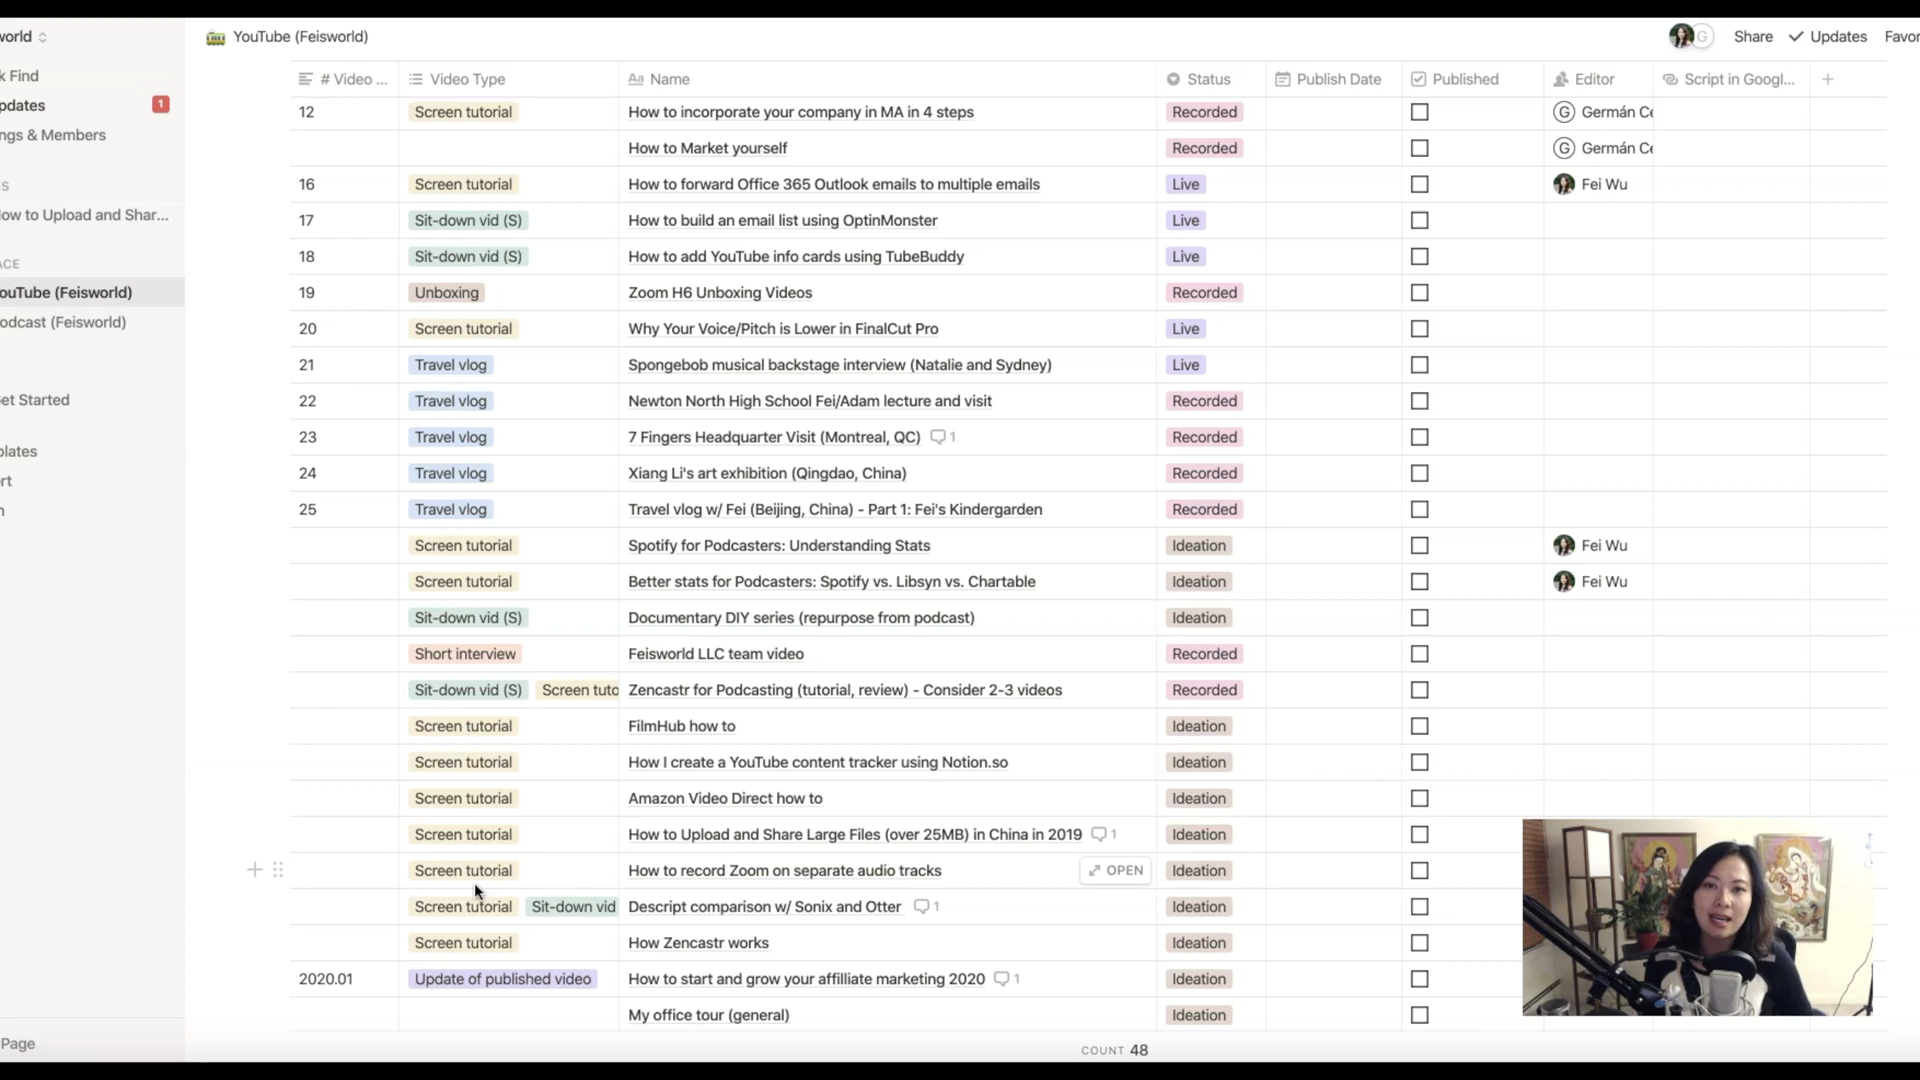 world
YouTube (Feisworld)
G
Share
Updates
Favor
k Find
pdates
1
ngs & Members
S
ow to Upload and Shar...
ACE
ouTube (Feisworld)
odcast (Feisworld)
et Started
plates
rt
n
Page
# Video ... Video Type Aa Name Status Publish Date Published Editor Script in Googl... +
12 Screen tutorial How to incorporate your company in MA in 4 steps Recorded G Germán Ce
How to Market yourself Recorded G Germán Ce
16 Screen tutorial How to forward Office 365 Outlook emails to multiple emails Live Fei Wu
17 Sit-down vid (S) How to build an email list using OptinMonster Live
18 Sit-down vid (S) How to add YouTube info cards using TubeBuddy Live
19 Unboxing Zoom H6 Unboxing Videos Recorded
20 Screen tutorial Why Your Voice/Pitch is Lower in FinalCut Pro Live
21 Travel vlog Spongebob musical backstage interview (Natalie and Sydney) Live
22 Travel vlog Newton North High School Fei/Adam lecture and visit Recorded
23 Travel vlog 7 Fingers Headquarter Visit (Montreal, QC) 1 Recorded
24 Travel vlog Xiang Li's art exhibition (Qingdao, China) Recorded
25 Travel vlog Travel vlog w/ Fei (Beijing, China) - Part 1: Fei's Kindergarden Recorded
Screen tutorial Spotify for Podcasters: Understanding Stats Ideation Fei Wu
Screen tutorial Better stats for Podcasters: Spotify vs. Libsyn vs. Chartable Ideation Fei Wu
Sit-down vid (S) Documentary DIY series (repurpose from podcast) Ideation
Short interview Feisworld LLC team video Recorded
Sit-down vid (S) Screen tuto Zencastr for Podcasting (tutorial, review) - Consider 2-3 videos Recorded
Screen tutorial FilmHub how to Ideation
Screen tutorial How I create a YouTube content tracker using Notion.so Ideation
Screen tutorial Amazon Video Direct how to Ideation
Screen tutorial How to Upload and Share Large Files (over 25MB) in China in 2019 1 Ideation
Screen tutorial How to record Zoom on separate audio tracks OPEN Ideation
Screen tutorial Sit-down vid Descript comparison w/ Sonix and Otter 1 Ideation
Screen tutorial How Zencastr works Ideation
2020.01 Update of published video How to start and grow your affilliate marketing 2020 1 Ideation
My office tour (general) Ideation
COUNT 48